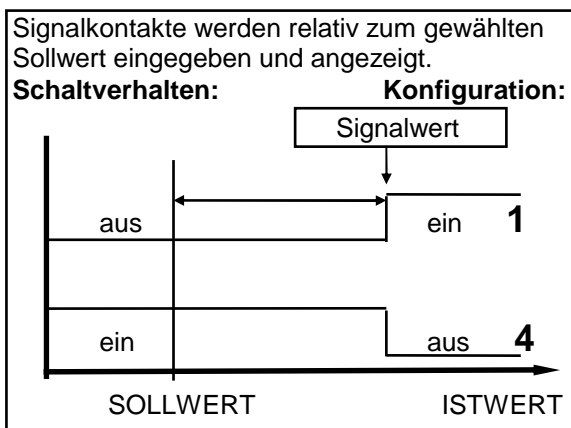 Signalkontakte werden relativ zum gewählten
Sollwert eingegeben und angezeigt.
Schaltverhalten: Konfiguration:
Signalwert
aus ein 1
ein aus 4
SOLLWERT ISTWERT